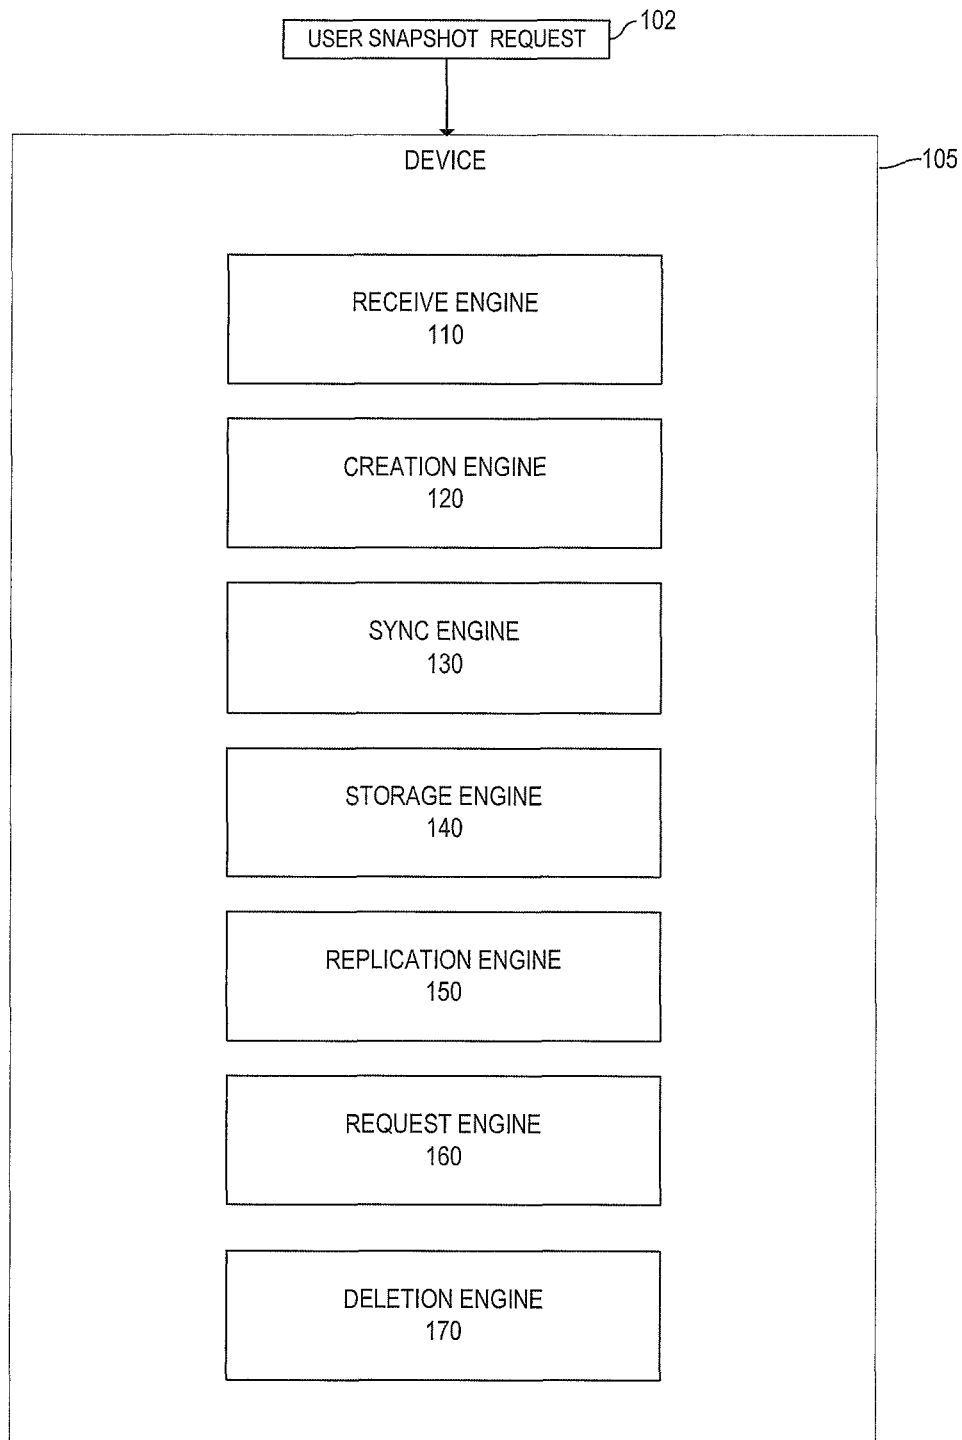 USER SNAPSHOT REQUEST
102
DEVICE
105
RECEIVE ENGINE
110
CREATION ENGINE
120
SYNC ENGINE
130
STORAGE ENGINE
140
REPLICATION ENGINE
150
REQUEST ENGINE
160
DELETION ENGINE
170